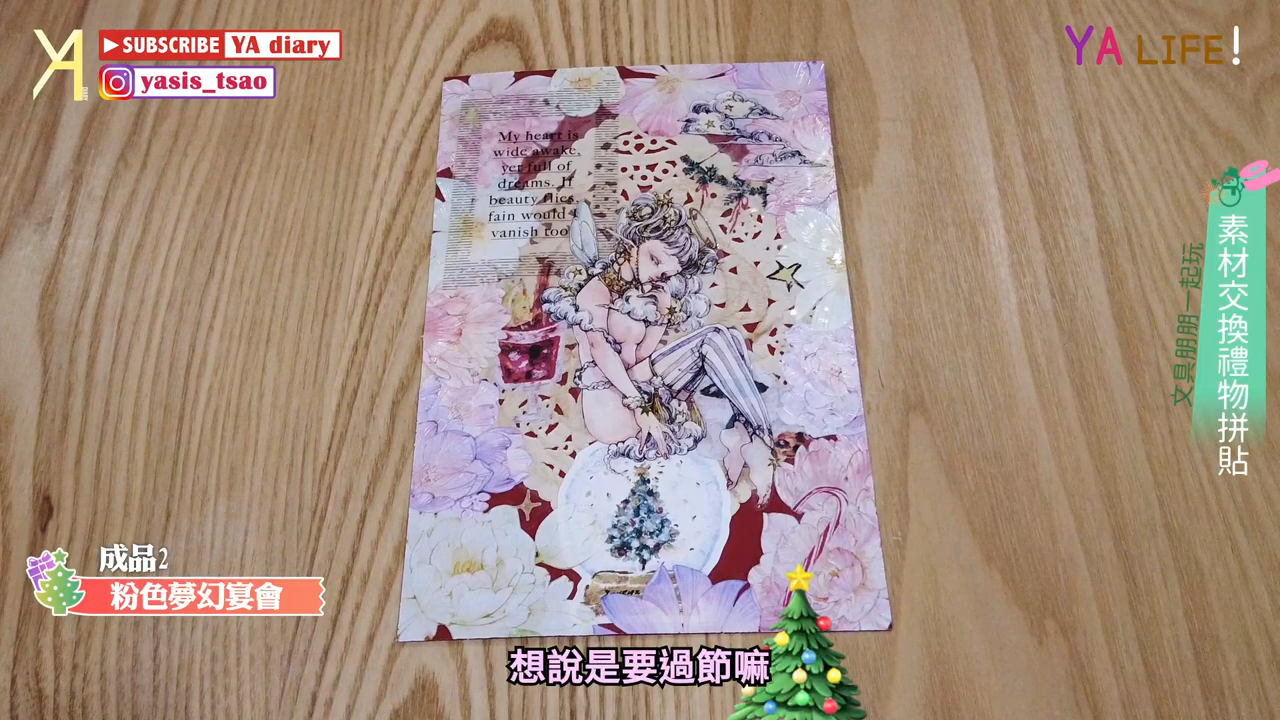 YA
DIARY
SUBSCRIBE YA diary
yasis_tsao
YA LIFE!
My heart is
wide awake,
yet full of
dreams. If
beauty flies,
fain would I
vanish too
素材交換禮物拼貼
文具朋朋一起玩
成品2
粉色夢幻宴會
想說是要過節嘛